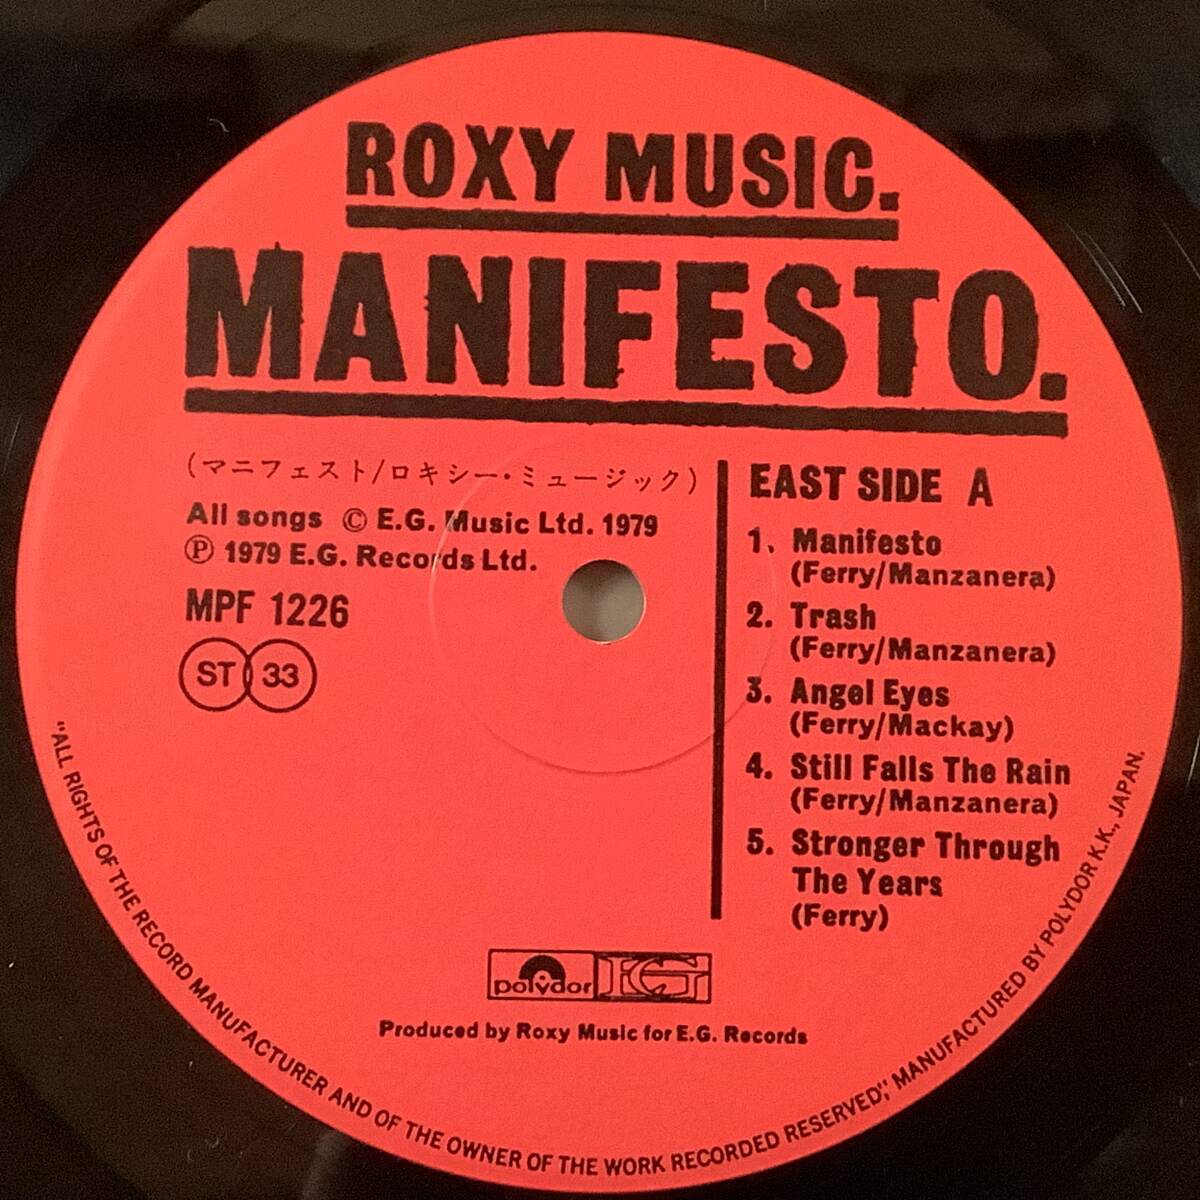 ROXY MUSIC.
MANIFESTO.
(マニフェスト/ロキシー・ミュージック)
All songs © E.G. Music Ltd. 1979
℗ 1979 E.G. Records Ltd.
MPF 1226
ST 33
EAST SIDE A
1. Manifesto
(Ferry/Manzanera)
2. Trash
(Ferry/Manzanera)
3. Angel Eyes
(Ferry/Mackay)
4. Still Falls The Rain
(Ferry/Manzanera)
5. Stronger Through
The Years
(Ferry)
polydor EG
Produced by Roxy Music for E.G. Records
"ALL RIGHTS OF THE RECORD MANUFACTURER AND OF THE OWNER OF THE WORK RECORDED RESERVED," MANUFACTURED BY POLYDOR K.K., JAPAN.